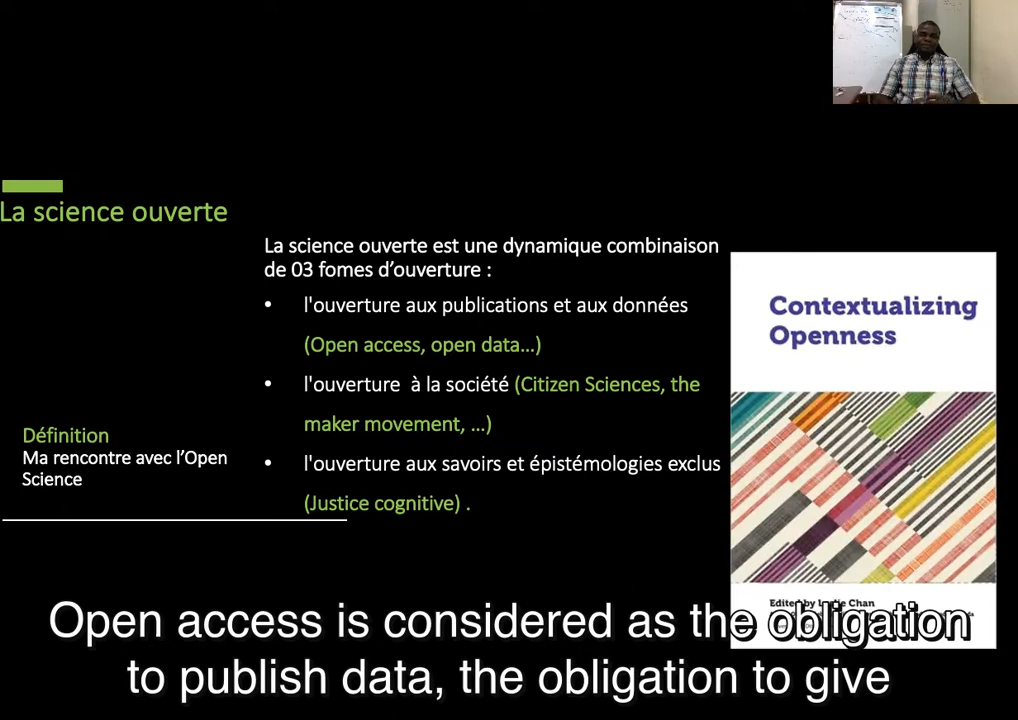 La science ouverte
La science ouverte est une dynamique combinaison
de 03 fomes d'ouverture :
• l'ouverture aux publications et aux données
(Open access, open data...)
• l'ouverture à la société (Citizen Sciences, the
maker movement, ...)
• l'ouverture aux savoirs et épistémologies exclus
(Justice cognitive) .
Définition
Ma rencontre avec l'Open
Science
Contextualizing
Openness
Edited by Leslie Chan
Open access is considered as the obligation
to publish data, the obligation to give